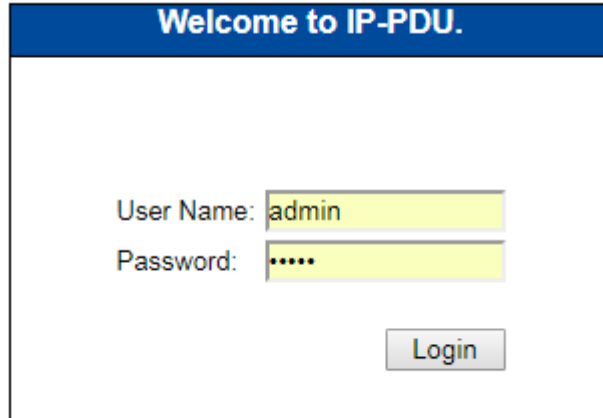 Welcome to IP-PDU.
User Name: admin
Password: •••••
Login